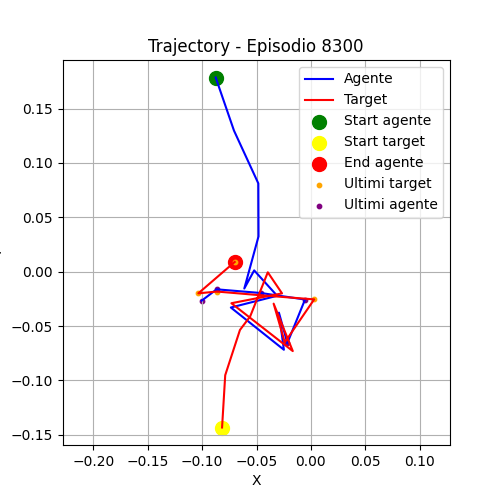 Trajectory - Episodio 8300
Agente
Target
Start agente
Start target
End agente
Ultimi target
Ultimi agente
0.15
0.10
0.05
0.00
−0.05
−0.10
−0.15
−0.20
−0.15
−0.10
−0.05
0.00
0.05
0.10
X